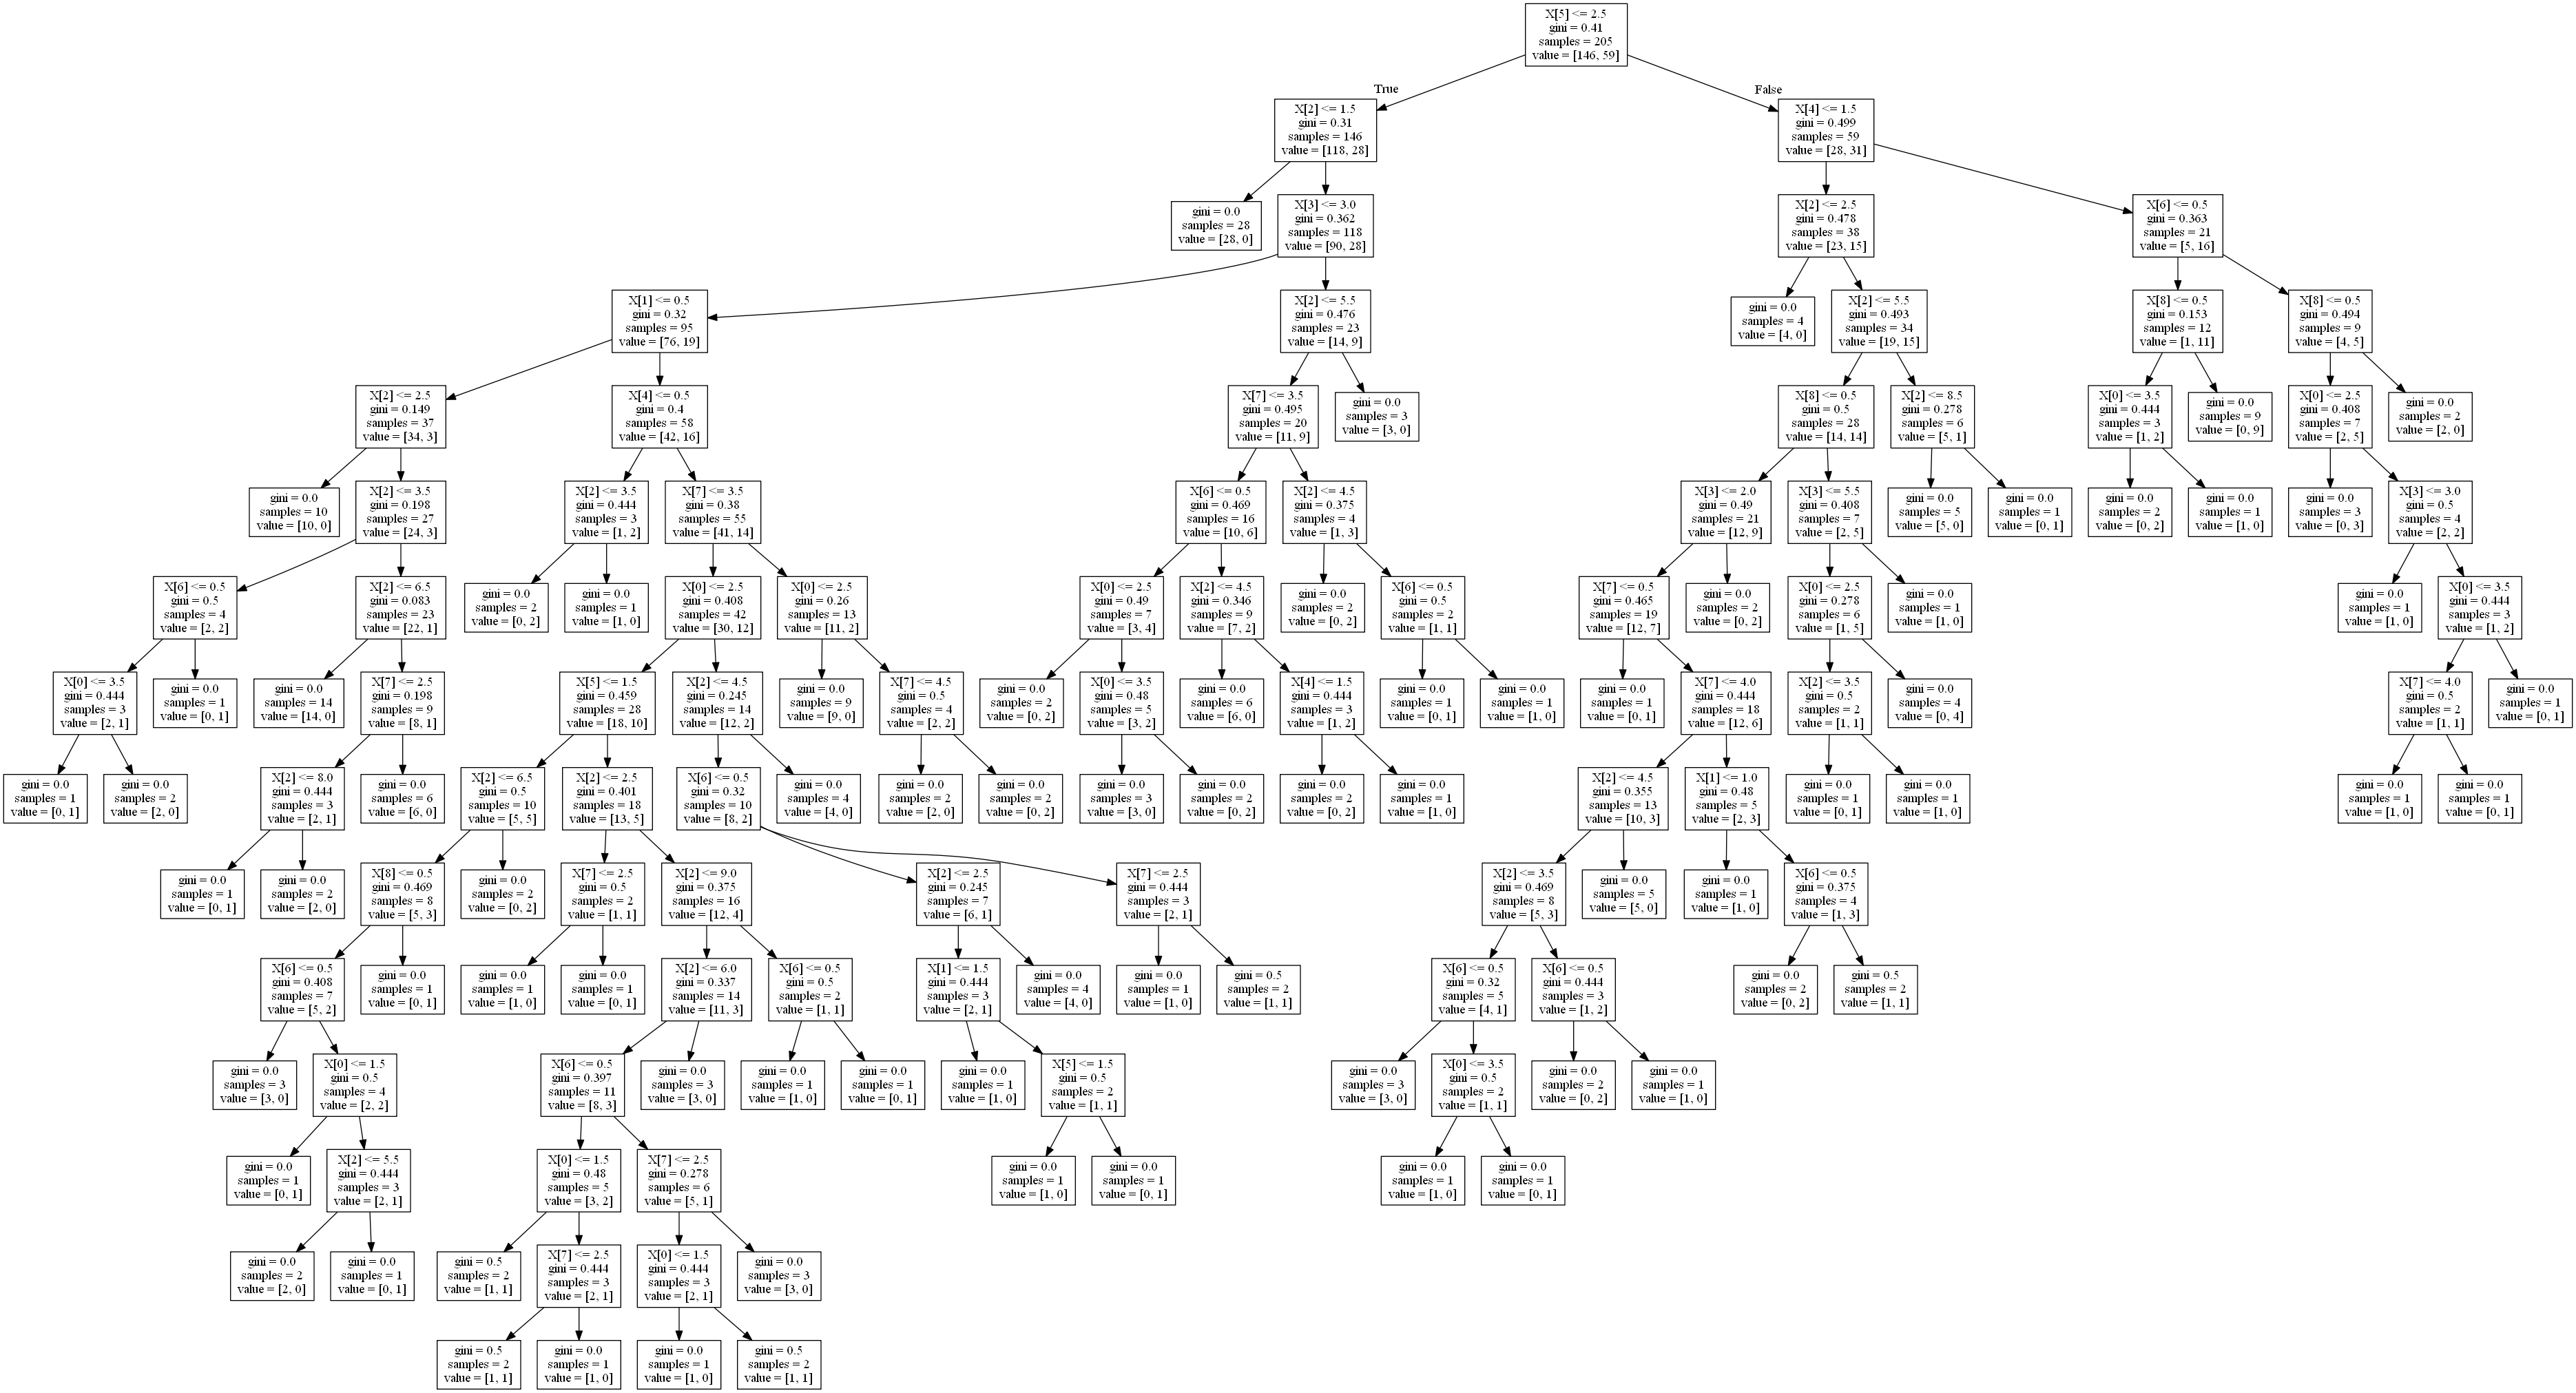 X[5] <= 2.5
gini = 0.41
samples = 205
value = [146, 59]
True
False
X[2] <= 1.5
gini = 0.31
samples = 146
value = [118, 28]
X[4] <= 1.5
gini = 0.499
samples = 59
value = [28, 31]
gini = 0.0
samples = 28
value = [28, 0]
X[3] <= 3.0
gini = 0.362
samples = 118
value = [90, 28]
X[2] <= 2.5
gini = 0.478
samples = 38
value = [23, 15]
X[6] <= 0.5
gini = 0.363
samples = 21
value = [5, 16]
X[1] <= 0.5
gini = 0.32
samples = 95
value = [76, 19]
X[2] <= 5.5
gini = 0.476
samples = 23
value = [14, 9]
gini = 0.0
samples = 4
value = [4, 0]
X[2] <= 5.5
gini = 0.493
samples = 34
value = [19, 15]
X[8] <= 0.5
gini = 0.153
samples = 12
value = [1, 11]
X[8] <= 0.5
gini = 0.494
samples = 9
value = [4, 5]
X[2] <= 2.5
gini = 0.149
samples = 37
value = [34, 3]
X[4] <= 0.5
gini = 0.4
samples = 58
value = [42, 16]
X[7] <= 3.5
gini = 0.495
samples = 20
value = [11, 9]
gini = 0.0
samples = 3
value = [3, 0]
X[8] <= 0.5
gini = 0.5
samples = 28
value = [14, 14]
X[2] <= 8.5
gini = 0.278
samples = 6
value = [5, 1]
X[0] <= 3.5
gini = 0.444
samples = 3
value = [1, 2]
gini = 0.0
samples = 9
value = [0, 9]
X[0] <= 2.5
gini = 0.408
samples = 7
value = [2, 5]
gini = 0.0
samples = 2
value = [2, 0]
gini = 0.0
samples = 10
value = [10, 0]
X[2] <= 3.5
gini = 0.198
samples = 27
value = [24, 3]
X[2] <= 3.5
gini = 0.444
samples = 3
value = [1, 2]
X[7] <= 3.5
gini = 0.38
samples = 55
value = [41, 14]
X[6] <= 0.5
gini = 0.469
samples = 16
value = [10, 6]
X[2] <= 4.5
gini = 0.375
samples = 4
value = [1, 3]
X[3] <= 2.0
gini = 0.49
samples = 21
value = [12, 9]
X[3] <= 5.5
gini = 0.408
samples = 7
value = [2, 5]
gini = 0.0
samples = 5
value = [5, 0]
gini = 0.0
samples = 1
value = [0, 1]
gini = 0.0
samples = 2
value = [0, 2]
gini = 0.0
samples = 1
value = [1, 0]
gini = 0.0
samples = 3
value = [0, 3]
X[3] <= 3.0
gini = 0.5
samples = 4
value = [2, 2]
X[6] <= 0.5
gini = 0.5
samples = 4
value = [2, 2]
X[2] <= 6.5
gini = 0.083
samples = 23
value = [22, 1]
gini = 0.0
samples = 2
value = [0, 2]
gini = 0.0
samples = 1
value = [1, 0]
X[0] <= 2.5
gini = 0.408
samples = 42
value = [30, 12]
X[0] <= 2.5
gini = 0.26
samples = 13
value = [11, 2]
X[0] <= 2.5
gini = 0.49
samples = 7
value = [3, 4]
X[2] <= 4.5
gini = 0.346
samples = 9
value = [7, 2]
gini = 0.0
samples = 2
value = [0, 2]
X[6] <= 0.5
gini = 0.5
samples = 2
value = [1, 1]
X[7] <= 0.5
gini = 0.465
samples = 19
value = [12, 7]
gini = 0.0
samples = 2
value = [0, 2]
X[0] <= 2.5
gini = 0.278
samples = 6
value = [1, 5]
gini = 0.0
samples = 1
value = [1, 0]
gini = 0.0
samples = 1
value = [1, 0]
X[0] <= 3.5
gini = 0.444
samples = 3
value = [1, 2]
X[0] <= 3.5
gini = 0.444
samples = 3
value = [2, 1]
gini = 0.0
samples = 1
value = [0, 1]
gini = 0.0
samples = 14
value = [14, 0]
X[7] <= 2.5
gini = 0.198
samples = 9
value = [8, 1]
X[5] <= 1.5
gini = 0.459
samples = 28
value = [18, 10]
X[2] <= 4.5
gini = 0.245
samples = 14
value = [12, 2]
gini = 0.0
samples = 9
value = [9, 0]
X[7] <= 4.5
gini = 0.5
samples = 4
value = [2, 2]
gini = 0.0
samples = 2
value = [0, 2]
X[0] <= 3.5
gini = 0.48
samples = 5
value = [3, 2]
gini = 0.0
samples = 6
value = [6, 0]
X[4] <= 1.5
gini = 0.444
samples = 3
value = [1, 2]
gini = 0.0
samples = 1
value = [0, 1]
gini = 0.0
samples = 1
value = [1, 0]
gini = 0.0
samples = 1
value = [0, 1]
X[7] <= 4.0
gini = 0.444
samples = 18
value = [12, 6]
X[2] <= 3.5
gini = 0.5
samples = 2
value = [1, 1]
gini = 0.0
samples = 4
value = [0, 4]
X[7] <= 4.0
gini = 0.5
samples = 2
value = [1, 1]
gini = 0.0
samples = 1
value = [0, 1]
gini = 0.0
samples = 1
value = [0, 1]
gini = 0.0
samples = 2
value = [2, 0]
X[2] <= 8.0
gini = 0.444
samples = 3
value = [2, 1]
gini = 0.0
samples = 6
value = [6, 0]
X[2] <= 6.5
gini = 0.5
samples = 10
value = [5, 5]
X[2] <= 2.5
gini = 0.401
samples = 18
value = [13, 5]
X[6] <= 0.5
gini = 0.32
samples = 10
value = [8, 2]
gini = 0.0
samples = 4
value = [4, 0]
gini = 0.0
samples = 2
value = [2, 0]
gini = 0.0
samples = 2
value = [0, 2]
gini = 0.0
samples = 3
value = [3, 0]
gini = 0.0
samples = 2
value = [0, 2]
gini = 0.0
samples = 2
value = [0, 2]
gini = 0.0
samples = 1
value = [1, 0]
X[2] <= 4.5
gini = 0.355
samples = 13
value = [10, 3]
X[1] <= 1.0
gini = 0.48
samples = 5
value = [2, 3]
gini = 0.0
samples = 1
value = [0, 1]
gini = 0.0
samples = 1
value = [1, 0]
gini = 0.0
samples = 1
value = [1, 0]
gini = 0.0
samples = 1
value = [0, 1]
gini = 0.0
samples = 1
value = [0, 1]
gini = 0.0
samples = 2
value = [2, 0]
X[8] <= 0.5
gini = 0.469
samples = 8
value = [5, 3]
gini = 0.0
samples = 2
value = [0, 2]
X[7] <= 2.5
gini = 0.5
samples = 2
value = [1, 1]
X[2] <= 9.0
gini = 0.375
samples = 16
value = [12, 4]
X[2] <= 2.5
gini = 0.245
samples = 7
value = [6, 1]
X[7] <= 2.5
gini = 0.444
samples = 3
value = [2, 1]
X[2] <= 3.5
gini = 0.469
samples = 8
value = [5, 3]
gini = 0.0
samples = 5
value = [5, 0]
gini = 0.0
samples = 1
value = [1, 0]
X[6] <= 0.5
gini = 0.375
samples = 4
value = [1, 3]
X[6] <= 0.5
gini = 0.408
samples = 7
value = [5, 2]
gini = 0.0
samples = 1
value = [0, 1]
gini = 0.0
samples = 1
value = [1, 0]
gini = 0.0
samples = 1
value = [0, 1]
X[2] <= 6.0
gini = 0.337
samples = 14
value = [11, 3]
X[6] <= 0.5
gini = 0.5
samples = 2
value = [1, 1]
X[1] <= 1.5
gini = 0.444
samples = 3
value = [2, 1]
gini = 0.0
samples = 4
value = [4, 0]
gini = 0.0
samples = 1
value = [1, 0]
gini = 0.5
samples = 2
value = [1, 1]
X[6] <= 0.5
gini = 0.32
samples = 5
value = [4, 1]
X[6] <= 0.5
gini = 0.444
samples = 3
value = [1, 2]
gini = 0.0
samples = 2
value = [0, 2]
gini = 0.5
samples = 2
value = [1, 1]
gini = 0.0
samples = 3
value = [3, 0]
X[0] <= 1.5
gini = 0.5
samples = 4
value = [2, 2]
X[6] <= 0.5
gini = 0.397
samples = 11
value = [8, 3]
gini = 0.0
samples = 3
value = [3, 0]
gini = 0.0
samples = 1
value = [1, 0]
gini = 0.0
samples = 1
value = [0, 1]
gini = 0.0
samples = 1
value = [1, 0]
X[5] <= 1.5
gini = 0.5
samples = 2
value = [1, 1]
gini = 0.0
samples = 3
value = [3, 0]
X[0] <= 3.5
gini = 0.5
samples = 2
value = [1, 1]
gini = 0.0
samples = 2
value = [0, 2]
gini = 0.0
samples = 1
value = [1, 0]
gini = 0.0
samples = 1
value = [0, 1]
X[2] <= 5.5
gini = 0.444
samples = 3
value = [2, 1]
X[0] <= 1.5
gini = 0.48
samples = 5
value = [3, 2]
X[7] <= 2.5
gini = 0.278
samples = 6
value = [5, 1]
gini = 0.0
samples = 1
value = [1, 0]
gini = 0.0
samples = 1
value = [0, 1]
gini = 0.0
samples = 1
value = [1, 0]
gini = 0.0
samples = 1
value = [0, 1]
gini = 0.0
samples = 2
value = [2, 0]
gini = 0.0
samples = 1
value = [0, 1]
gini = 0.5
samples = 2
value = [1, 1]
X[7] <= 2.5
gini = 0.444
samples = 3
value = [2, 1]
X[0] <= 1.5
gini = 0.444
samples = 3
value = [2, 1]
gini = 0.0
samples = 3
value = [3, 0]
gini = 0.5
samples = 2
value = [1, 1]
gini = 0.0
samples = 1
value = [1, 0]
gini = 0.0
samples = 1
value = [1, 0]
gini = 0.5
samples = 2
value = [1, 1]